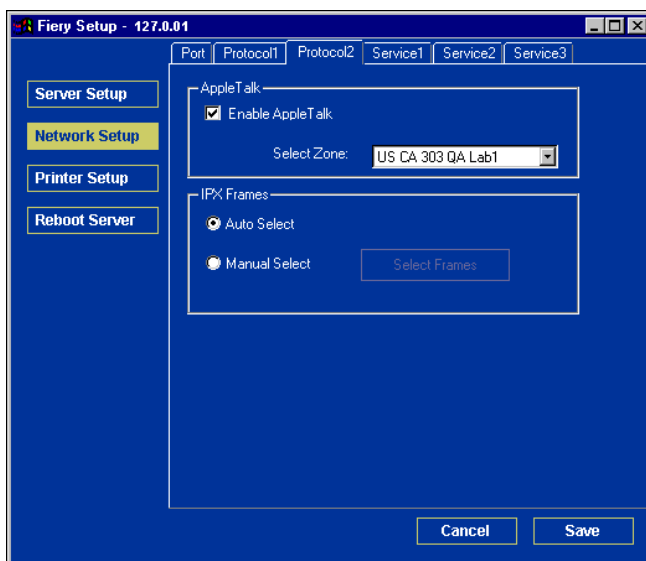 Fiery Setup - 127.0.01
Port Protocol1 Protocol2 Service1 Service2 Service3
Server Setup
Network Setup
Printer Setup
Reboot Server
AppleTalk
Enable AppleTalk
Select Zone: US CA 303 QA Lab1
IPX Frames
Auto Select
Manual Select Select Frames
Cancel Save